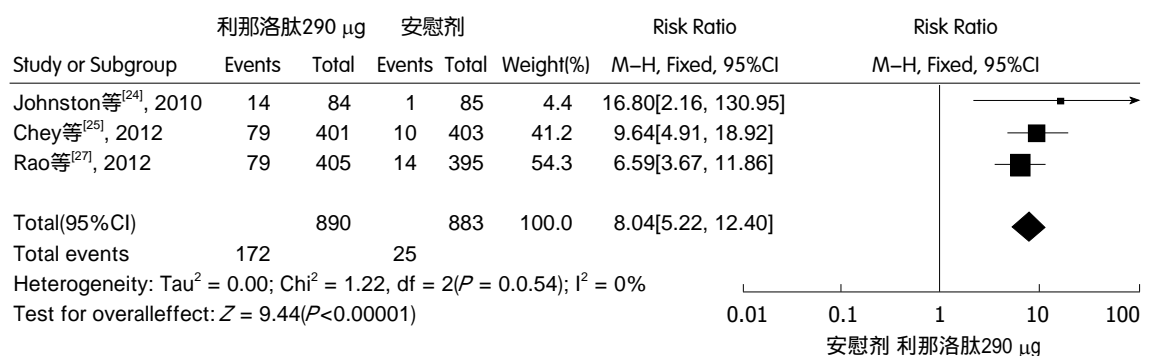 利那洛肽290 μg 安慰剂 Risk Ratio Risk Ratio
Study or Subgroup Events Total Events Total Weight(%) M–H, Fixed, 95%CI M–H, Fixed, 95%CI
Johnston等[24], 2010 14 84 1 85 4.4 16.80[2.16, 130.95]
Chey等[25], 2012 79 401 10 403 41.2 9.64[4.91, 18.92]
Rao等[27], 2012 79 405 14 395 54.3 6.59[3.67, 11.86]
Total(95%CI) 890 883 100.0 8.04[5.22, 12.40]
Total events 172 25
Heterogeneity: Tau2 = 0.00; Chi2 = 1.22, df = 2(P = 0.0.54); I2 = 0%
Test for overalleffect: Z = 9.44(P<0.00001)
0.01 0.1 1 10 100
安慰剂 利那洛肽290 μg